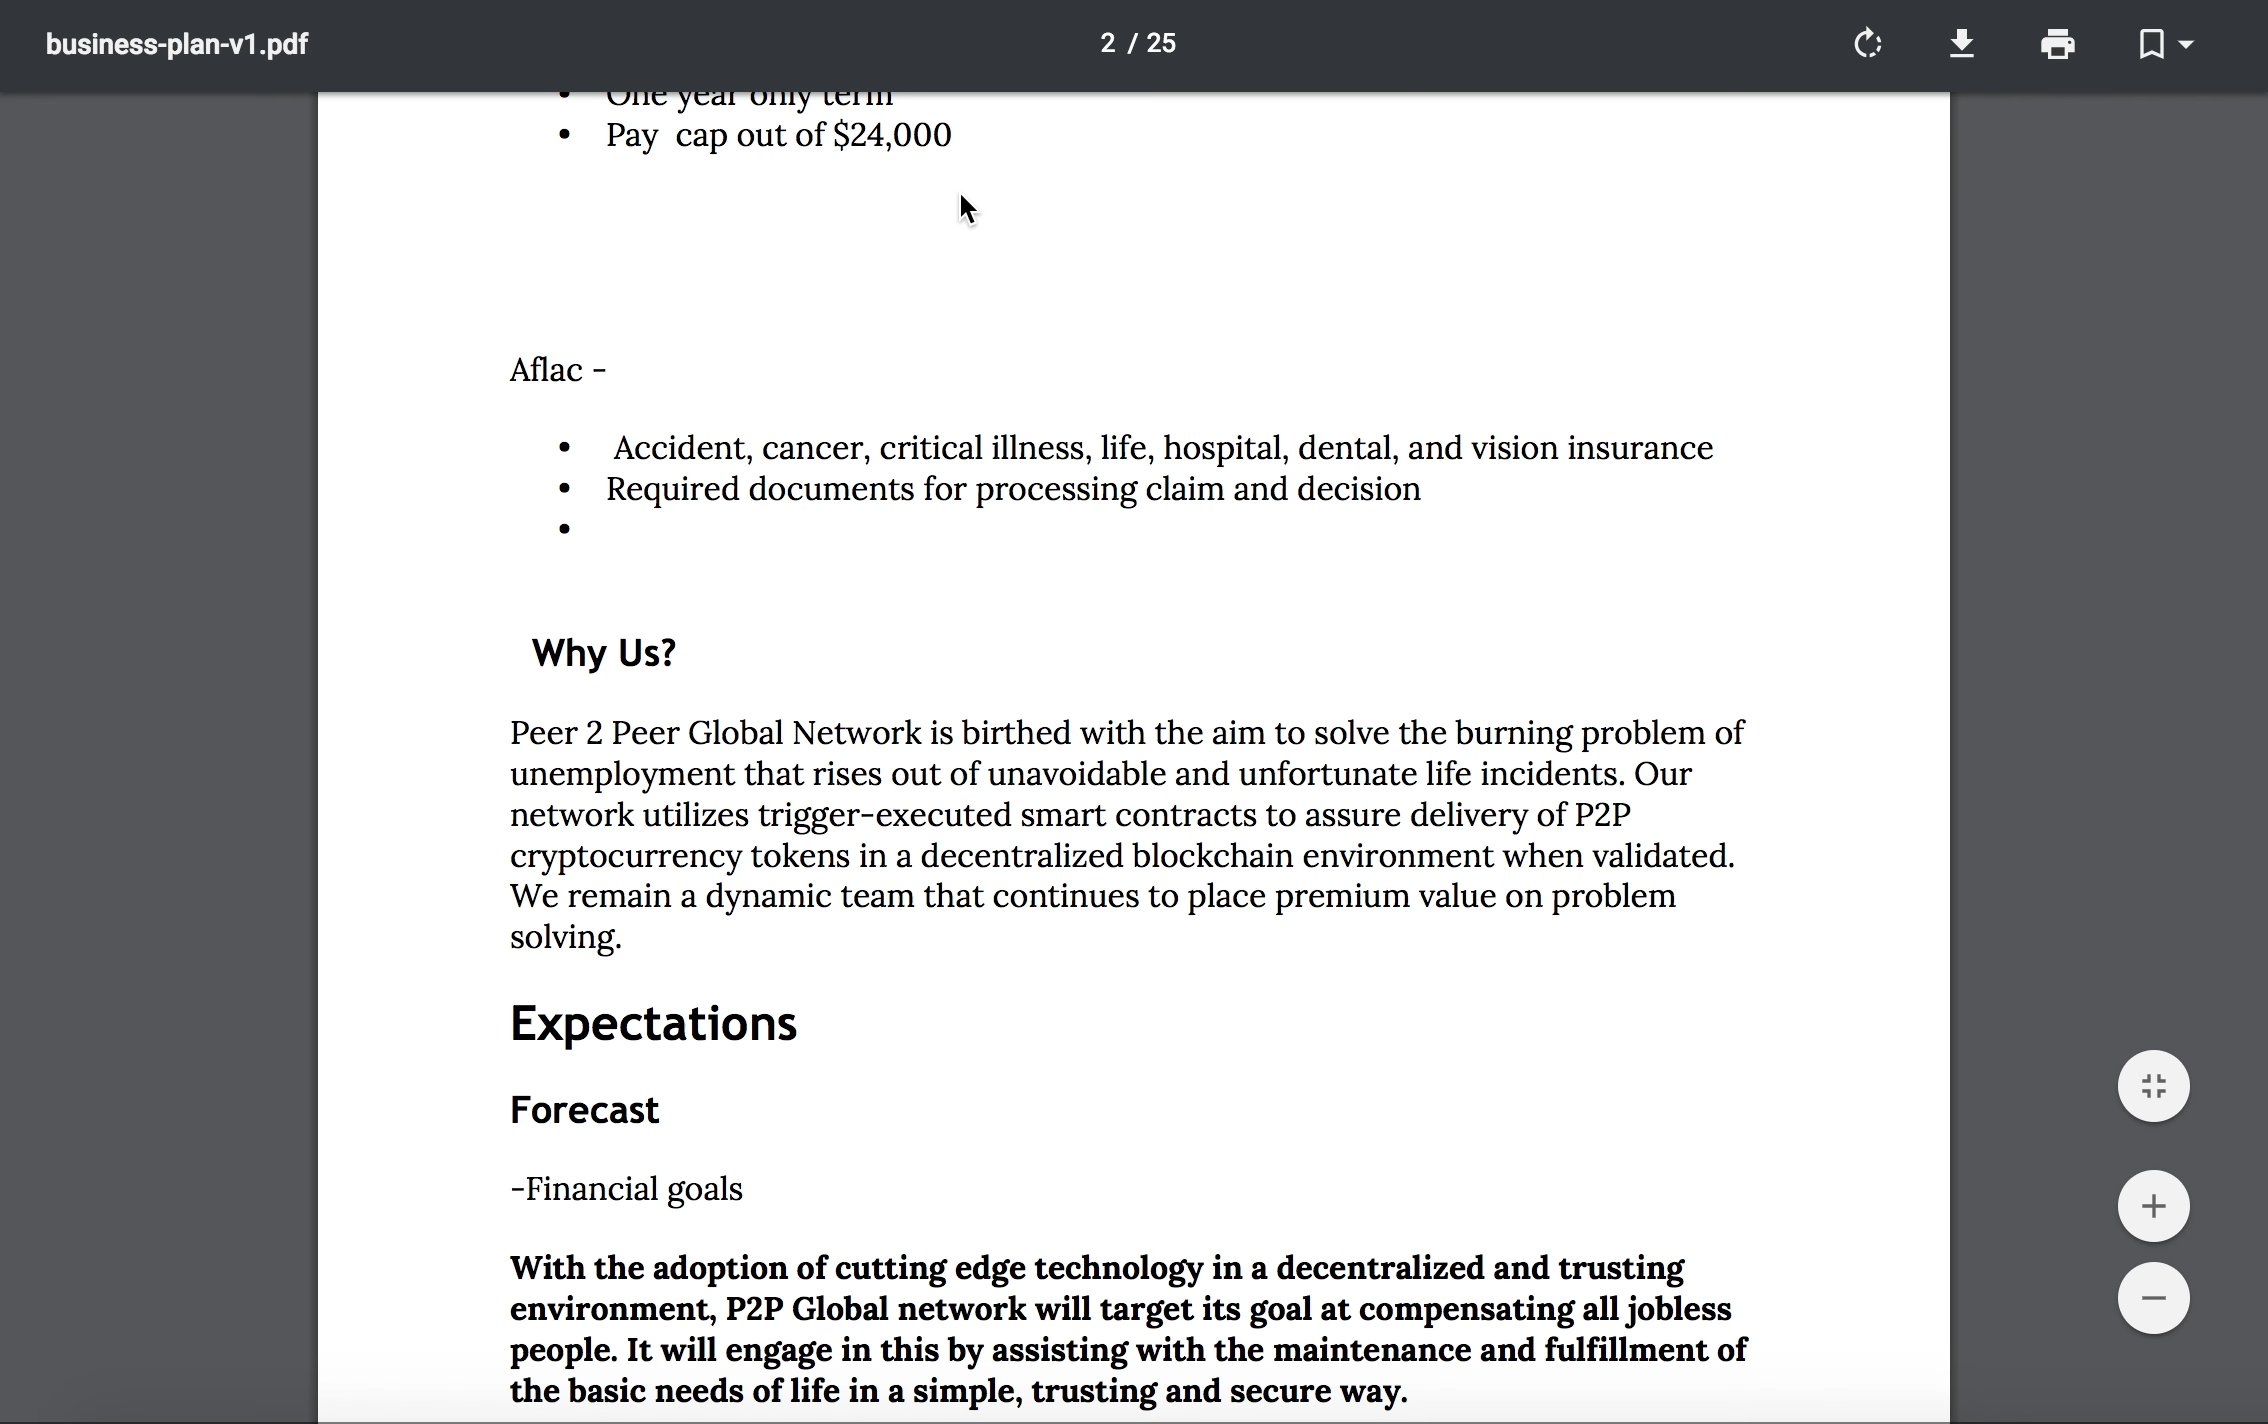 business-plan-v1.pdf
2 / 25
• One year only term
• Pay cap out of $24,000
Aflac -
• Accident, cancer, critical illness, life, hospital, dental, and vision insurance
• Required documents for processing claim and decision
•
Why Us?
Peer 2 Peer Global Network is birthed with the aim to solve the burning problem of
unemployment that rises out of unavoidable and unfortunate life incidents. Our
network utilizes trigger-executed smart contracts to assure delivery of P2P
cryptocurrency tokens in a decentralized blockchain environment when validated.
We remain a dynamic team that continues to place premium value on problem
solving.
Expectations
Forecast
-Financial goals
With the adoption of cutting edge technology in a decentralized and trusting
environment, P2P Global network will target its goal at compensating all jobless
people. It will engage in this by assisting with the maintenance and fulfillment of
the basic needs of life in a simple, trusting and secure way.